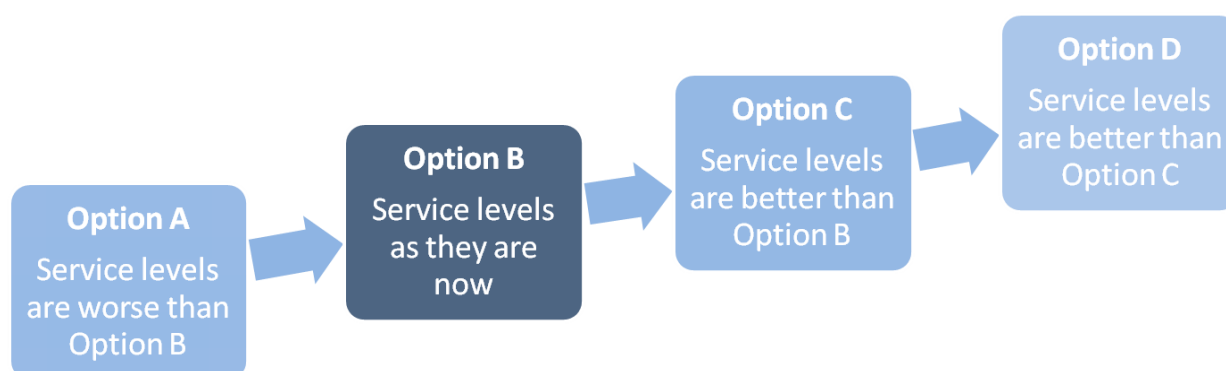 Option A
Service levels
are worse than
Option B
Option B
Service levels
as they are
now
Option C
Service levels
are better than
Option B
Option D
Service levels
are better than
Option C